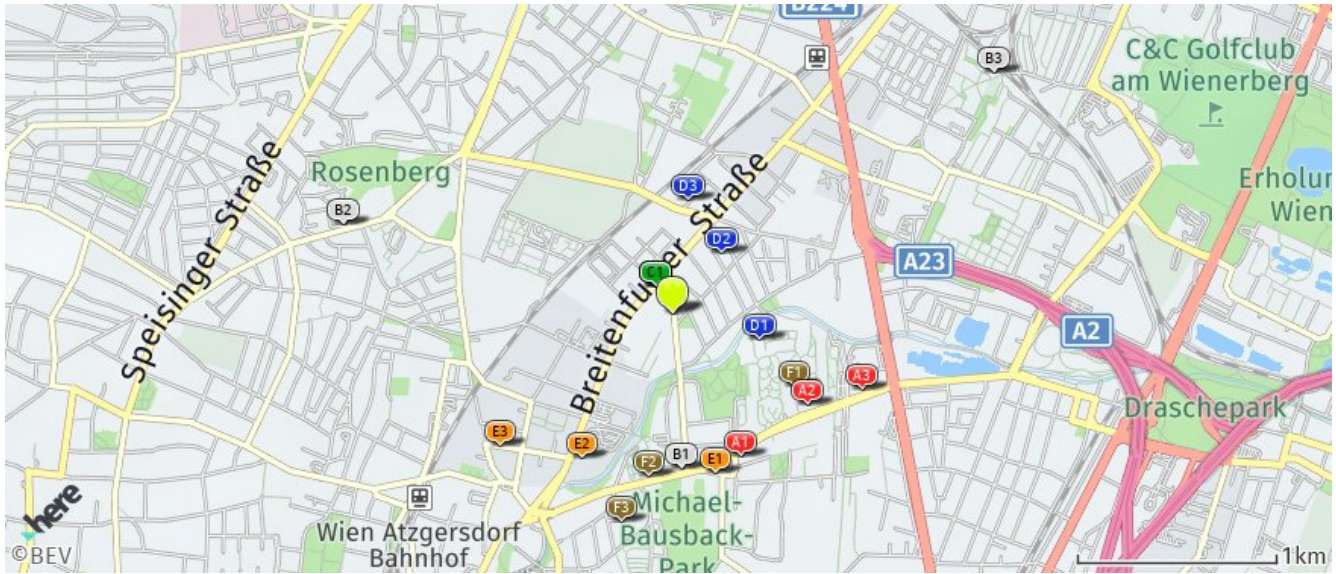 B224
B3
C&C Golfclub
am Wienerberg
Speisinger Straße
Rosenberg
B2
D3
Breitenfurter Straße
D2
Erholun
Wien
C1
A23
D1
A2
F1
A2
A3
Draschepark
E3
E2
A1
B1
E1
F2
F3
Michael-
Bausback-
Park
Wien Atzgersdorf
Bahnhof
here
©BEV
1km